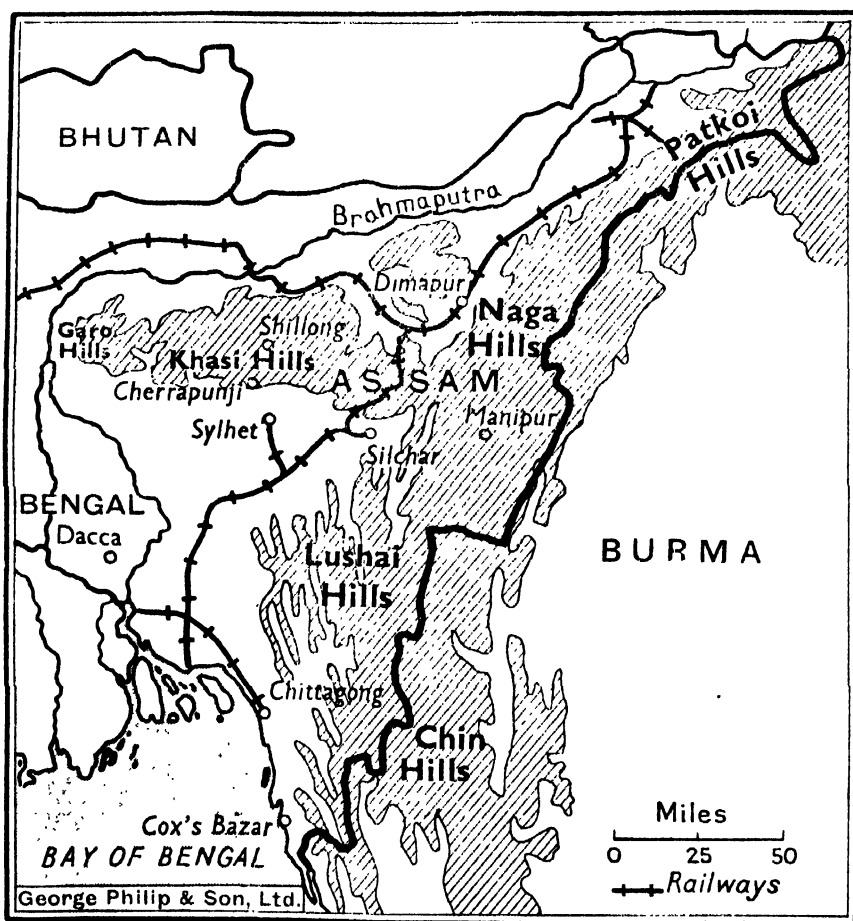 BHUTAN
Patkoi
Hills
Brahmaputra
Dimapur
Naga
Hills
Garo
Hills
Shillong
Khasi Hills
Cherrapunji
ASSAM
Manipur
Sylhet
Silchar
BENGAL
Dacca
BURMA
Lushai
Hills
Chittagong
Chin
Hills
Cox's Bazar
BAY OF BENGAL
Miles
0 25 50
Railways
George Philip & Son, Ltd.